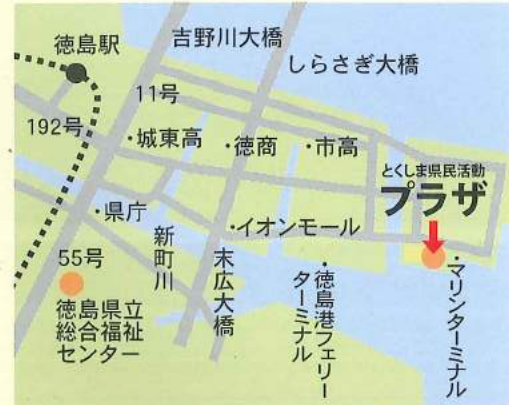 徳島駅
吉野川大橋
しらさぎ大橋
11号
192号
・城東高
・徳商
・市高
とくしま県民活動
プラザ
・県庁
・イオンモール
新町川
末広大橋
・徳島港フェリー
ターミナル
・マリンターミナル
55号
徳島県立
総合福祉
センター